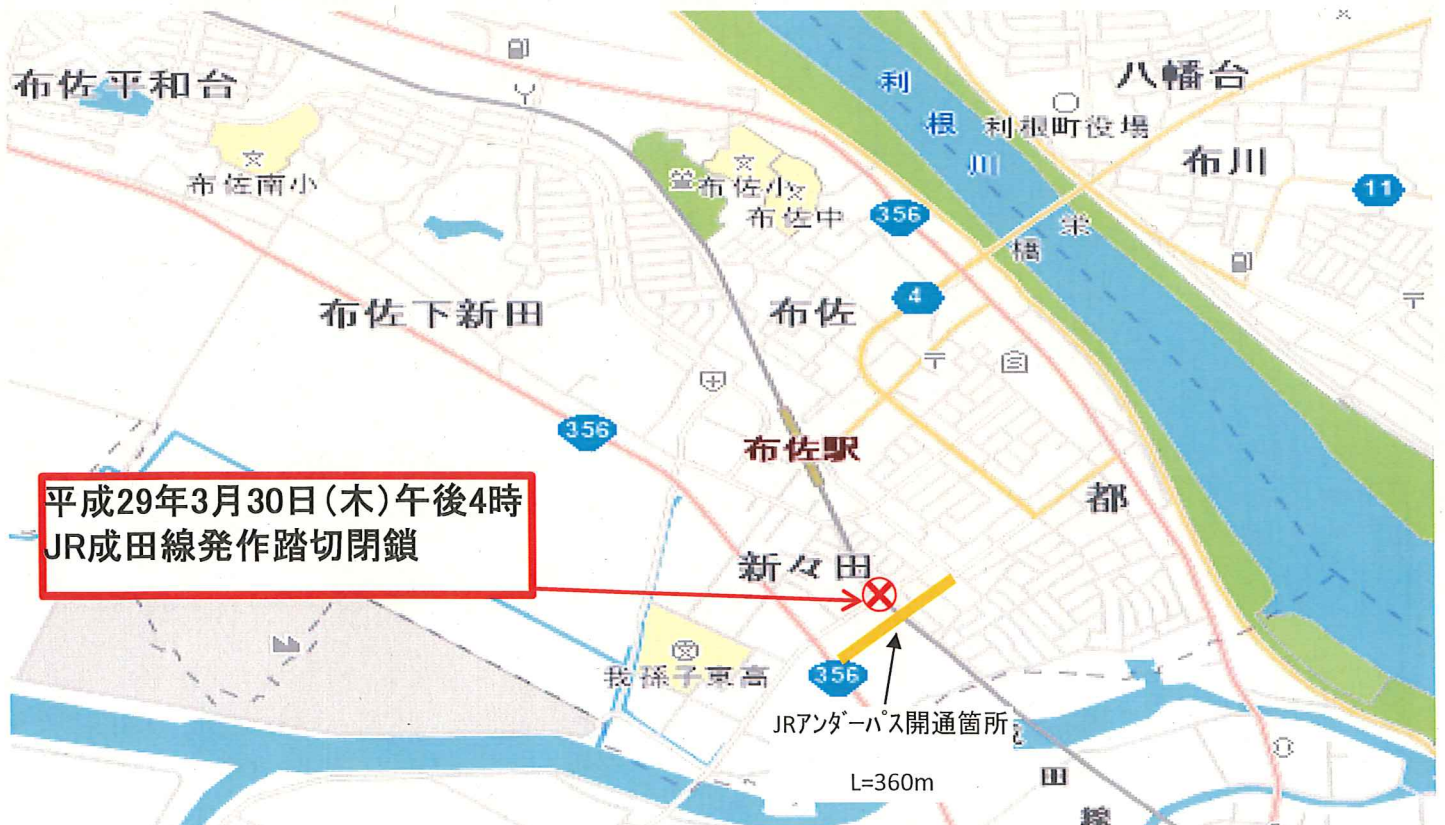 八幡台
利根川
利根町役場
布佐平和台
布川
11
布佐南小
布佐小
布佐中
356
栄橋
4
布佐下新田
布佐
356
布佐駅
平成29年3月30日(木)午後4時
JR成田線発作踏切閉鎖
都
新々田
我孫子東高
356
JRアンダーパス開通箇所
L=360m
田
線